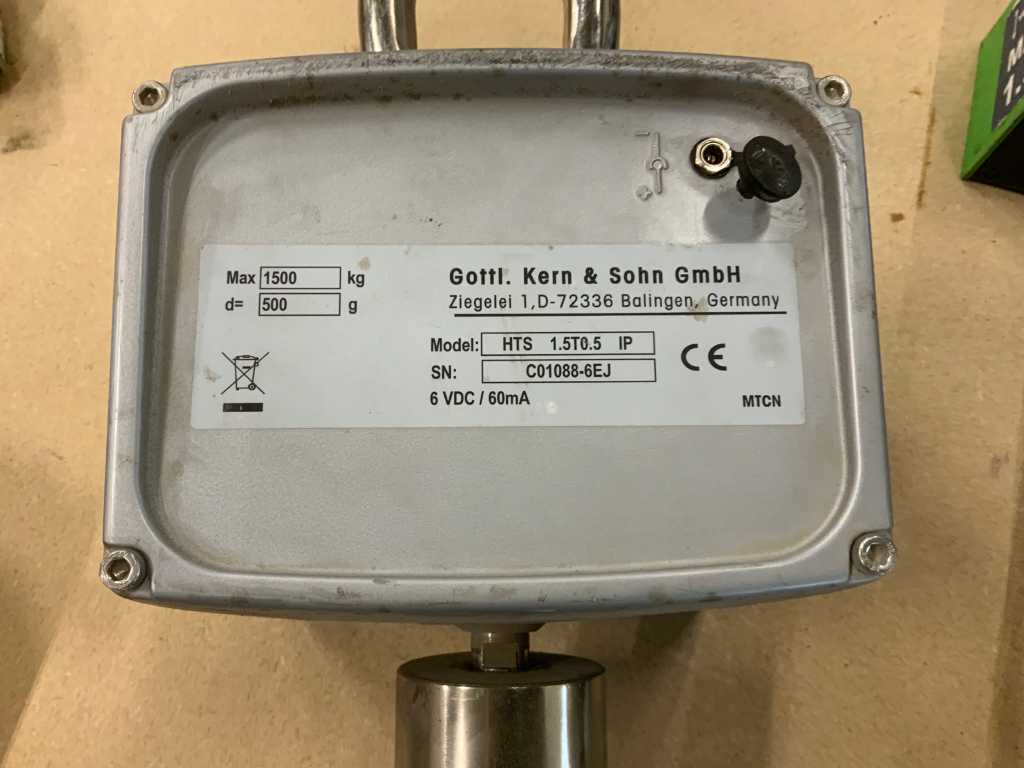 Max 1500 kg
d= 500 g
Gottl. Kern & Sohn GmbH
Ziegelei 1,D-72336 Balingen, Germany
Model: HTS 1.5T0.5 IP
SN: C01088-6EJ
CE
6 VDC / 60mA
MTCN